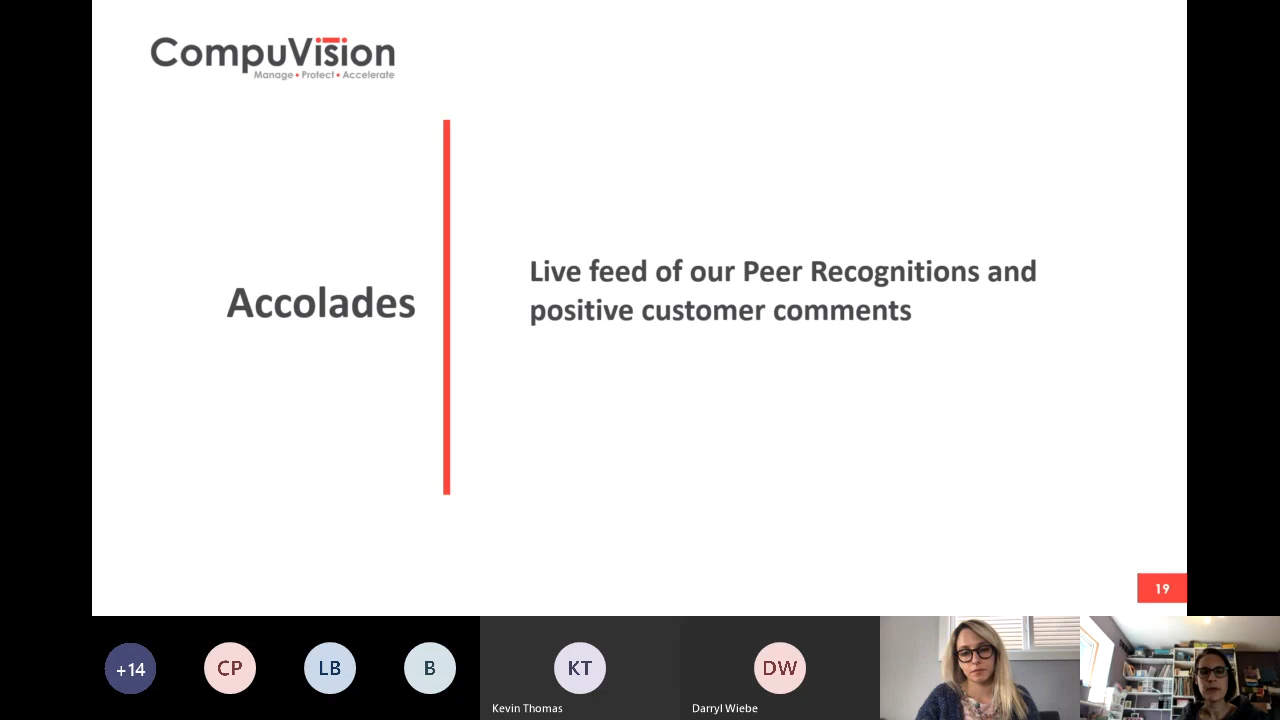 CompuVision
Manage • Protect • Accelerate
Accolades
Live feed of our Peer Recognitions and
positive customer comments
19
+14
CP
LB
B
KT
DW
Kevin Thomas
Darryl Wiebe